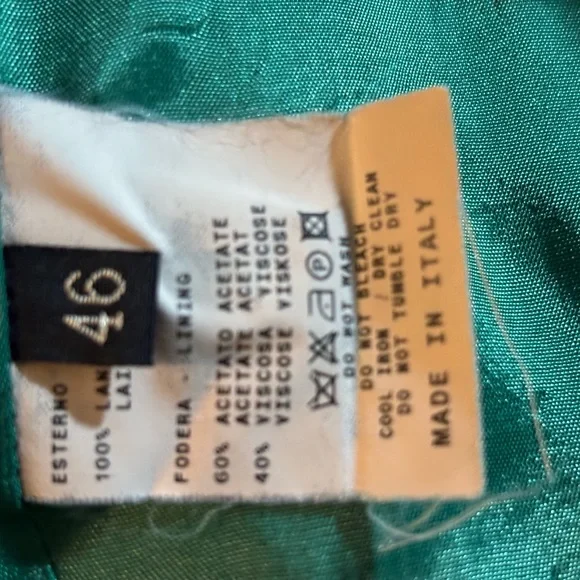 46
ESTERNO
100% LAN
LAI
FODERA - LINING
60% ACETATO ACETATE
ACETATE ACETAT
40% VISCOSA VISCOSE
VISCOSE VISKOSE
P
DO NOT WASH
DO NOT BLEACH
COOL IRON / DRY CLEAN
DO NOT TUMBLE DRY
MADE IN ITALY